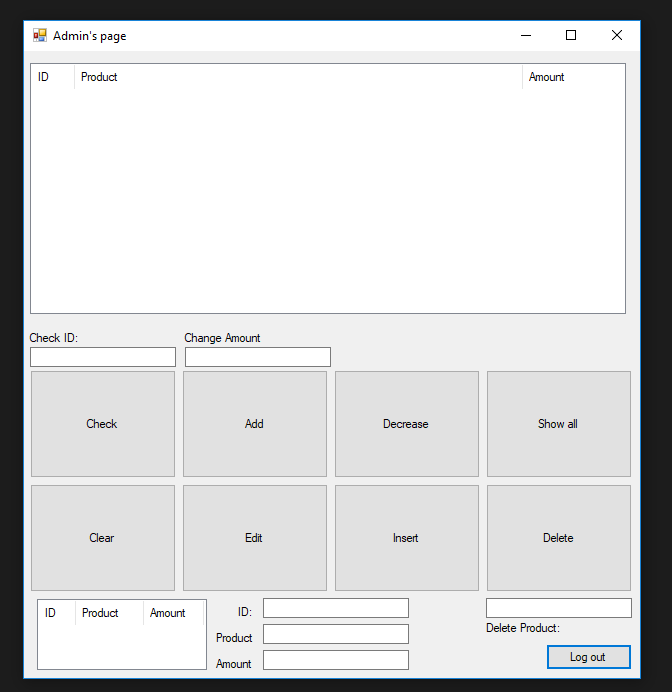 Admin's page
ID Product Amount
Check ID: Change Amount
Check Add Decrease Show all
Clear Edit Insert Delete
ID Product Amount
ID:
Product
Amount
Delete Product:
Log out